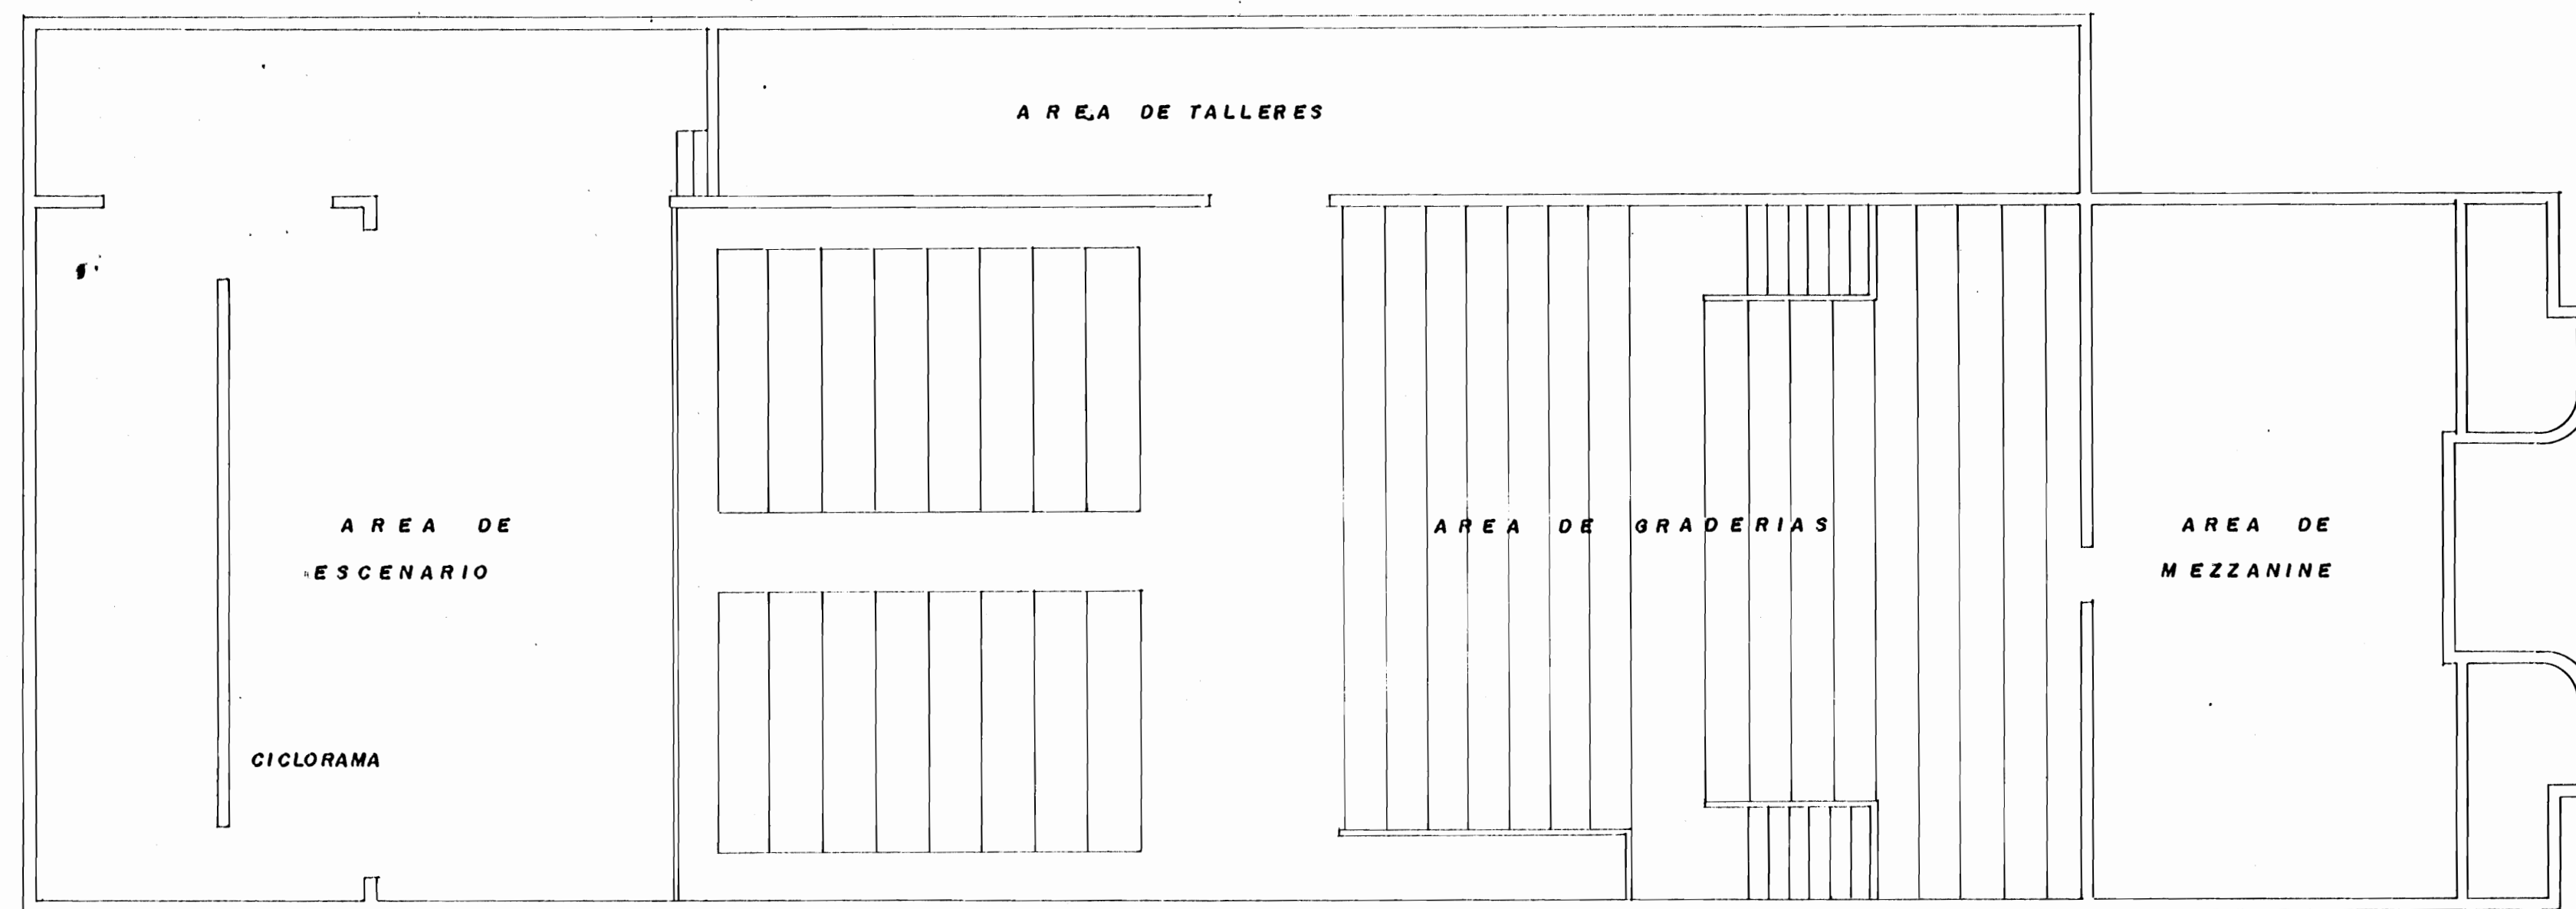 AREA DE TALLERES
AREA DE
ESCENARIO
AREA DE GRADERIAS
AREA DE
MEZZANINE
CICLORAMA